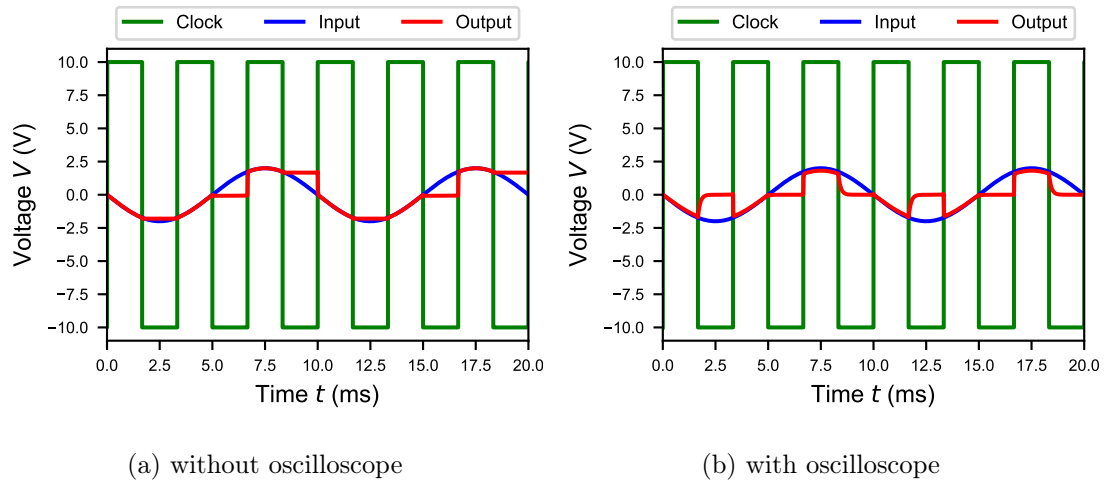 Clock Input Output
10.0
7.5
5.0
2.5
0.0
−2.5
−5.0
−7.5
−10.0
Voltage V (V)
0.0 2.5 5.0 7.5 10.0 12.5 15.0 17.5 20.0
Time t (ms)
(a) without oscilloscope
Clock Input Output
10.0
7.5
5.0
2.5
0.0
−2.5
−5.0
−7.5
−10.0
Voltage V (V)
0.0 2.5 5.0 7.5 10.0 12.5 15.0 17.5 20.0
Time t (ms)
(b) with oscilloscope